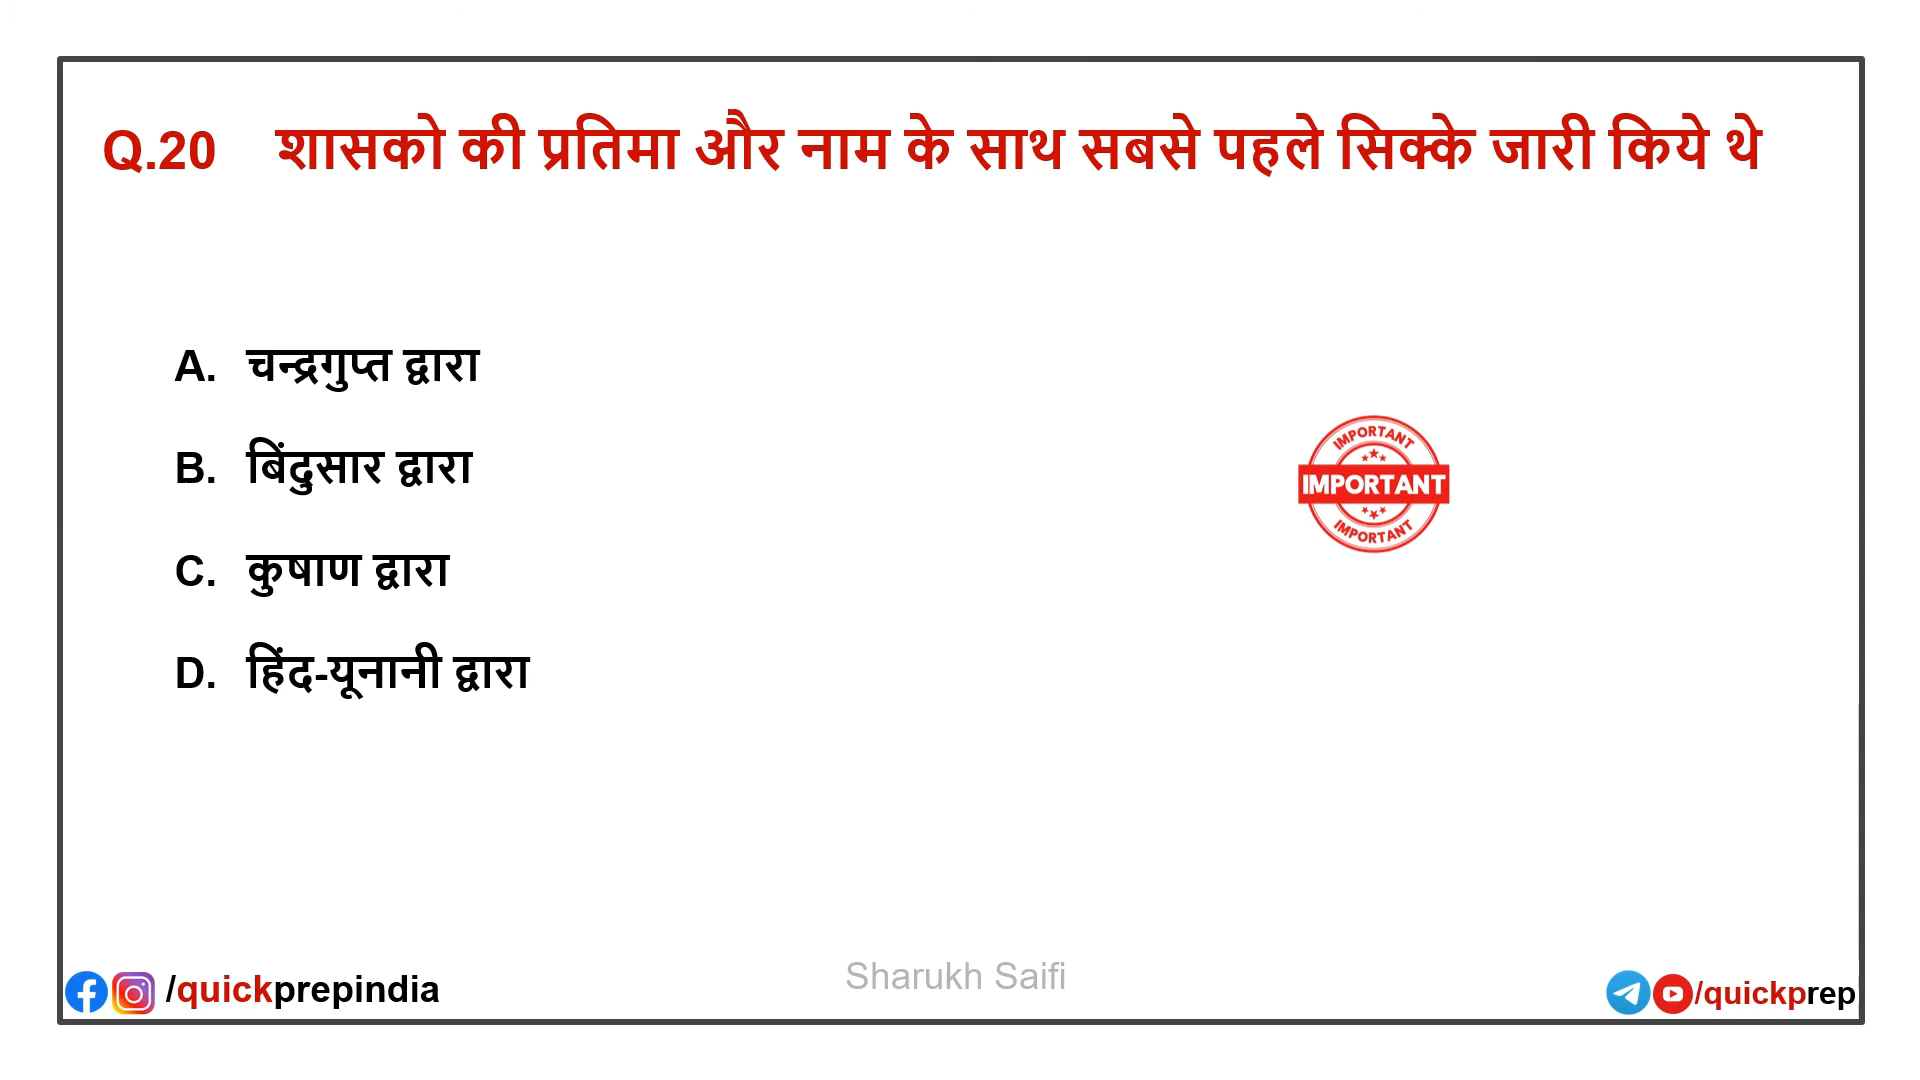 Q.20 शासको की प्रतिमा और नाम के साथ सबसे पहले सिक्के जारी किये थे
A. चन्द्रगुप्त द्वारा
B. बिंदुसार द्वारा
IMPORTANT
IMPORTANT
IMPORTANT
C. कुषाण द्वारा
D. हिंद-यूनानी द्वारा
Sharukh Saifi
/quickprepindia
/quickprep